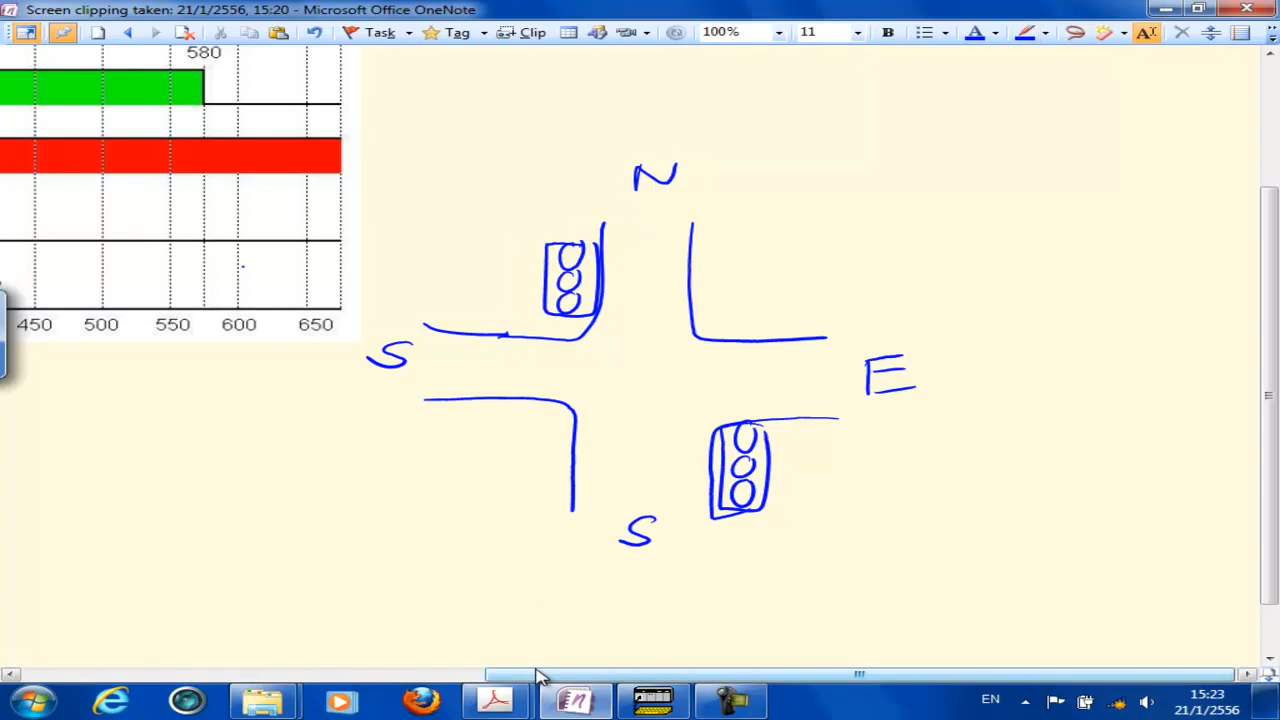 Screen clipping taken: 21/1/2556, 15:20 - Microsoft Office OneNote
Task
Tag
Clip
100%
11
B
A
580
450 500 550 600 650
N
S
E
S
EN
15:23
21/1/2556